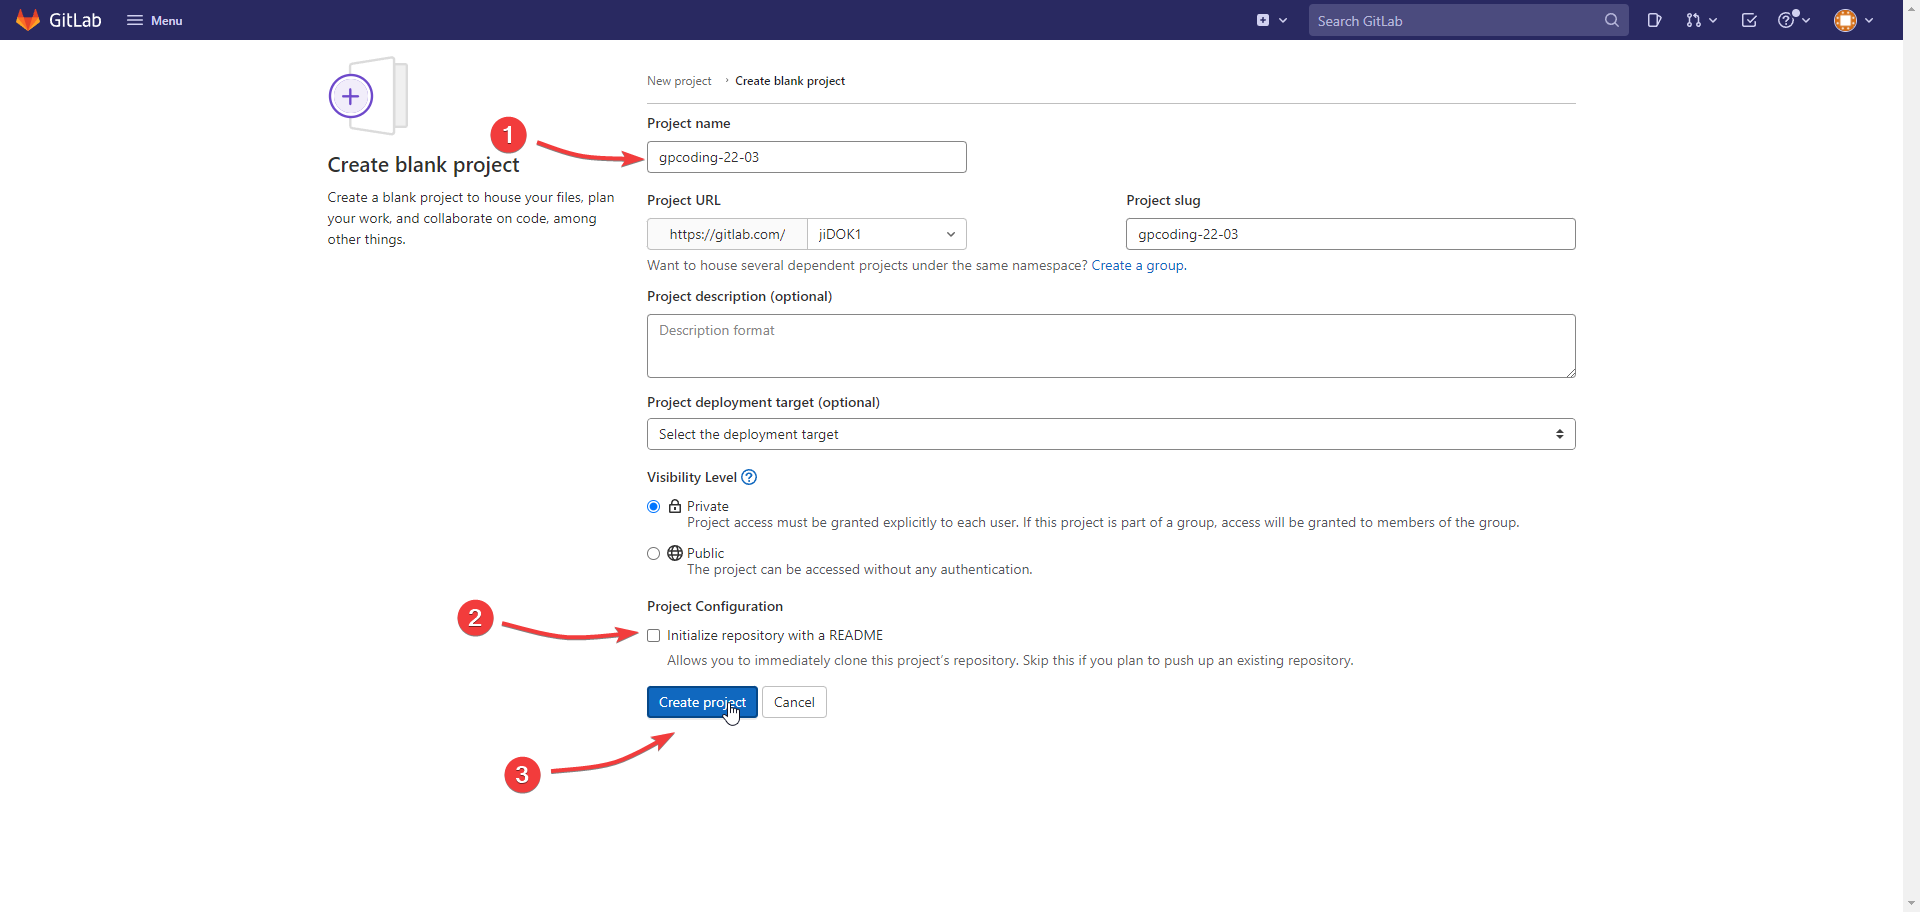 GitLab
Menu
Search GitLab
New project › Create blank project
Create blank project
Create a blank project to house your files, plan
your work, and collaborate on code, among
other things.
1
Project name
gpcoding-22-03
Project URL
https://gitlab.com/
jiDOK1
Project slug
gpcoding-22-03
Want to house several dependent projects under the same namespace? Create a group.
Project description (optional)
Description format
Project deployment target (optional)
Select the deployment target
Visibility Level
Private
Project access must be granted explicitly to each user. If this project is part of a group, access will be granted to members of the group.
Public
The project can be accessed without any authentication.
Project Configuration
2
Initialize repository with a README
Allows you to immediately clone this project's repository. Skip this if you plan to push up an existing repository.
Create project
Cancel
3